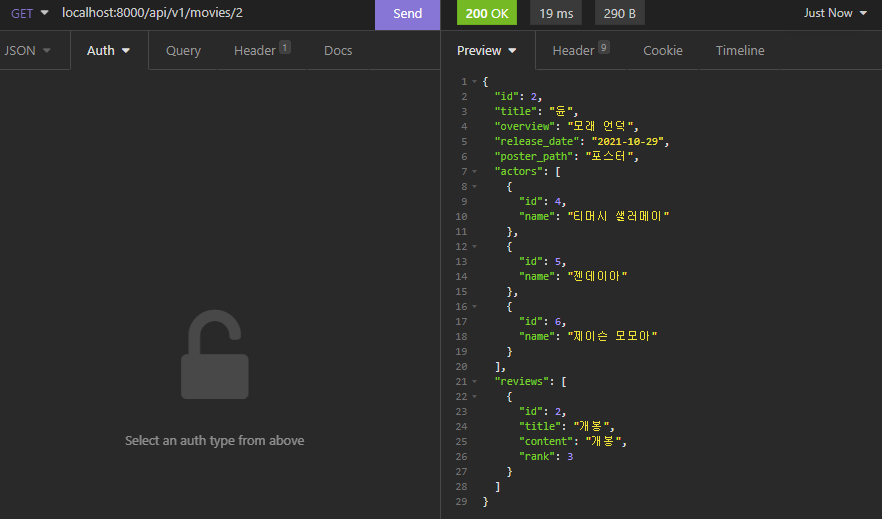 GET localhost:8000/api/v1/movies/2 Send 200 OK 19 ms 290 B Just Now
JSON Auth Query Header 1 Docs Preview Header 9 Cookie Timeline
1 {
2 "id": 2,
3 "title": "듄",
4 "overview": "모래 언덕",
5 "release_date": "2021-10-29",
6 "poster_path": "포스터",
7 "actors": [
8 {
9 "id": 4,
10 "name": "티머시 샐러메이"
11 },
12 {
13 "id": 5,
14 "name": "젠데이아"
15 },
16 {
17 "id": 6,
18 "name": "제이슨 모모아"
19 }
20 ],
21 "reviews": [
22 {
23 "id": 2,
24 "title": "개봉",
25 "content": "개봉",
26 "rank": 3
27 }
28 ]
29 }
Select an auth type from above